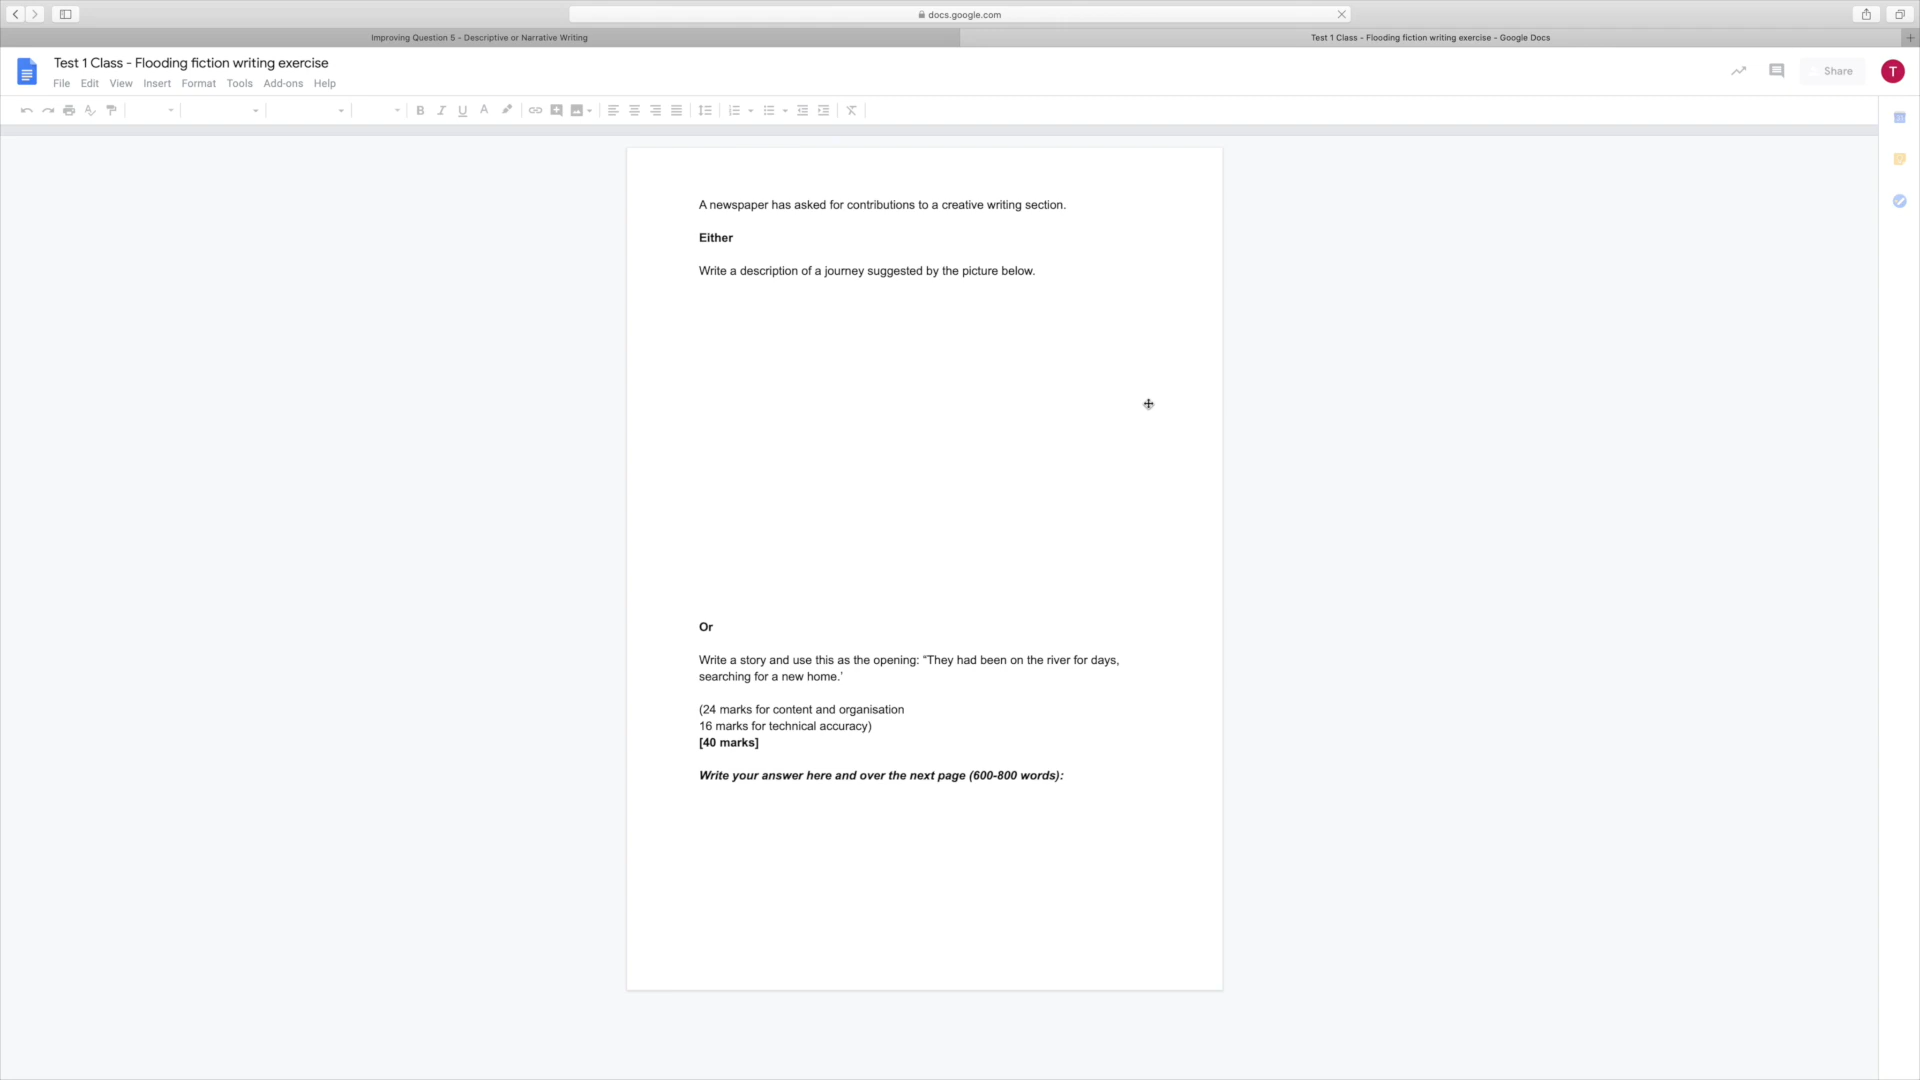 docs.google.com
Improving Question 5 - Descriptive or Narrative Writing
Test 1 Class - Flooding fiction writing exercise - Google Docs
Test 1 Class - Flooding fiction writing exercise
File Edit View Insert Format Tools Add-ons Help
Share
T
A newspaper has asked for contributions to a creative writing section.
Either
Write a description of a journey suggested by the picture below.
Or
Write a story and use this as the opening: “They had been on the river for days,
searching for a new home.’
(24 marks for content and organisation
16 marks for technical accuracy)
[40 marks]
Write your answer here and over the next page (600-800 words):